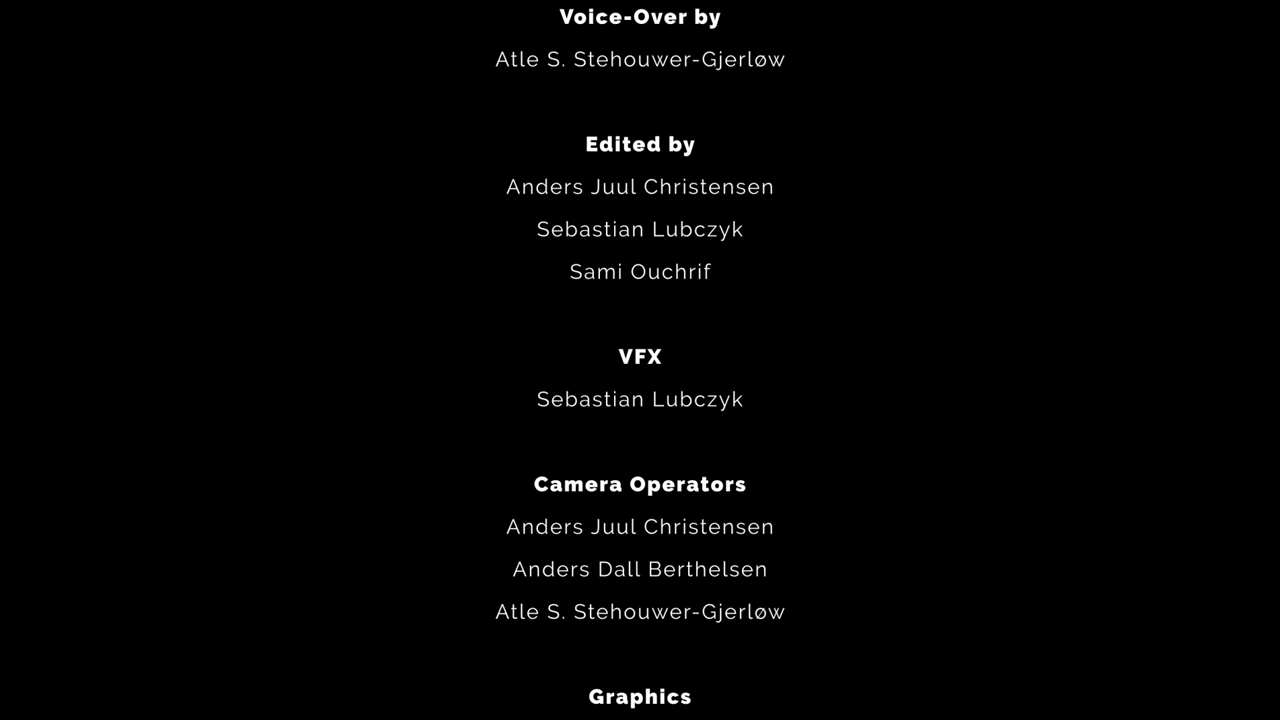 Voice-Over by
Atle S. Stehouwer-Gjerløw
Edited by
Anders Juul Christensen
Sebastian Lubczyk
Sami Ouchrif
VFX
Sebastian Lubczyk
Camera Operators
Anders Juul Christensen
Anders Dall Berthelsen
Atle S. Stehouwer-Gjerløw
Graphics